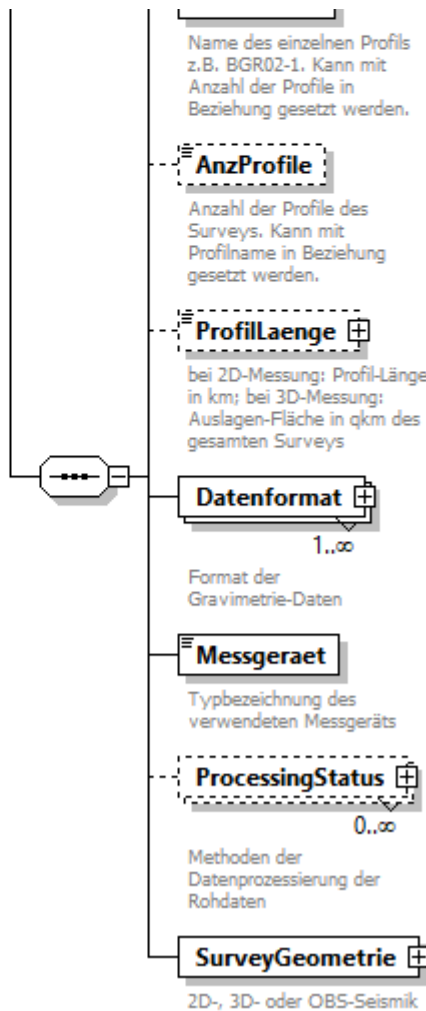 Name des einzelnen Profils
z.B. BGR02-1. Kann mit
Anzahl der Profile in
Beziehung gesetzt werden.
AnzProfile
Anzahl der Profile des
Surveys. Kann mit
Profilname in Beziehung
gesetzt werden.
ProfilLaenge
bei 2D-Messung: Profil-Länge
in km; bei 3D-Messung:
Auslagen-Fläche in qkm des
gesamten Surveys
Datenformat
1..∞
Format der
Gravimetrie-Daten
Messgeraet
Typbezeichnung des
verwendeten Messgeräts
ProcessingStatus
0..∞
Methoden der
Datenprozessierung der
Rohdaten
SurveyGeometrie
2D-, 3D- oder OBS-Seismik